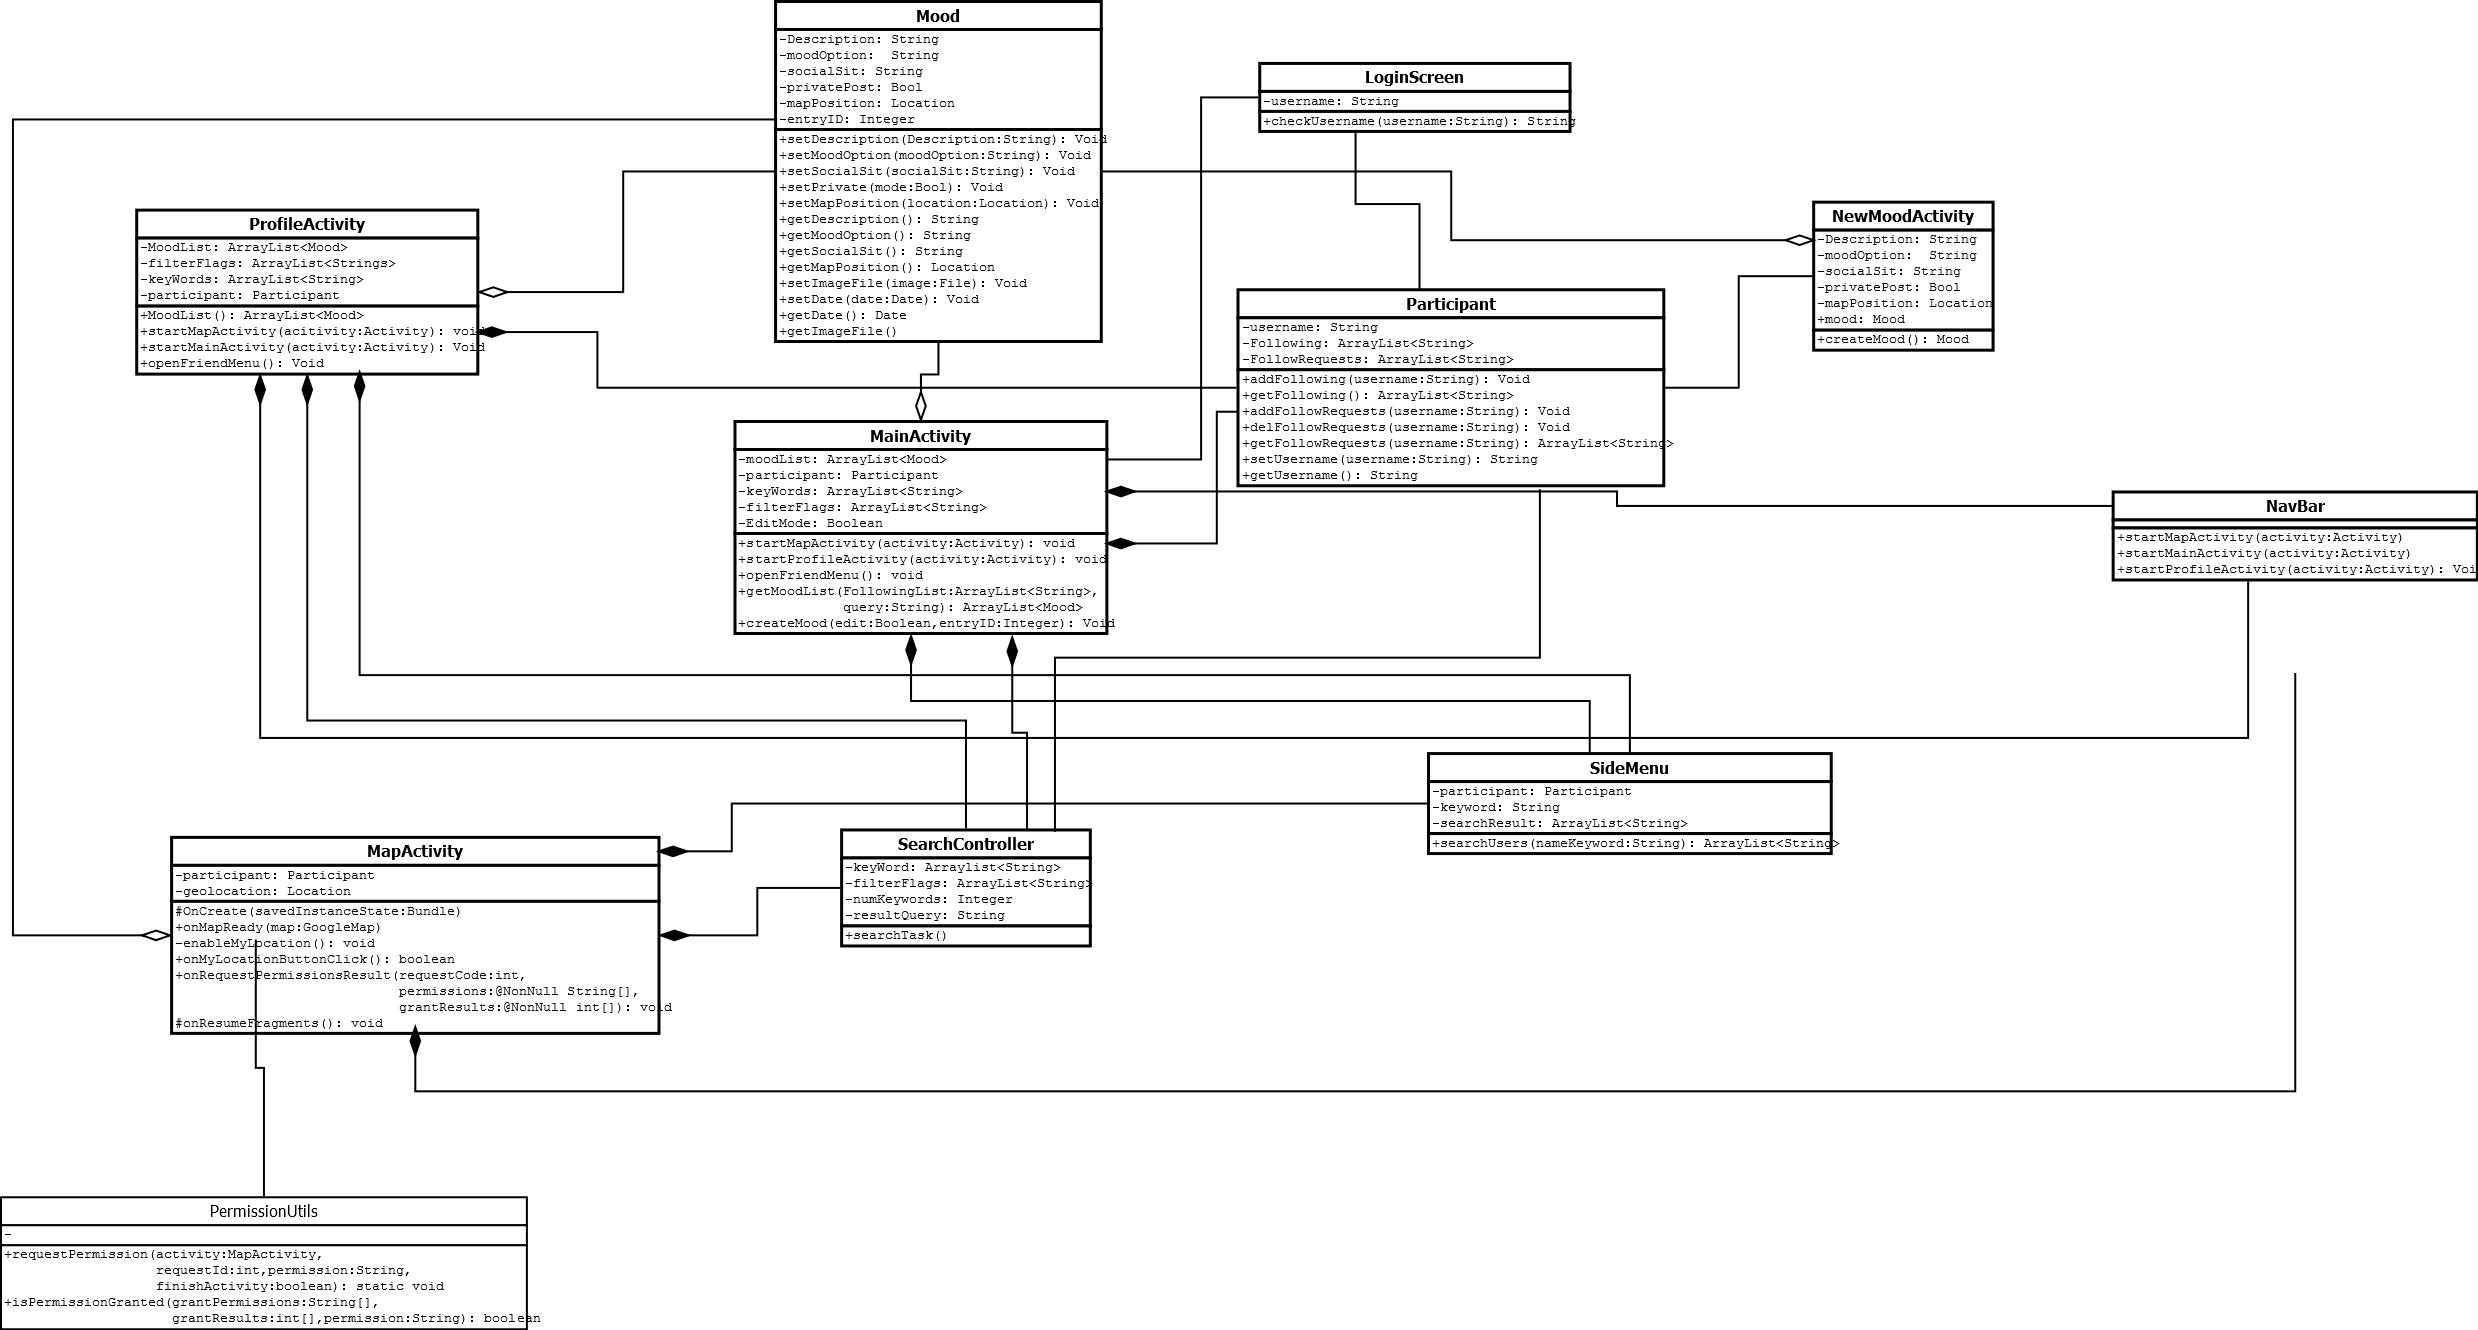 Mood
-Description: String
-moodOption:  String
-socialSit: String
-privatePost: Bool
-mapPosition: Location
-entryID: Integer
+setDescription(Description:String): Void
+setMoodOption(moodOption:String): Void
+setSocialSit(socialSit:String): Void
+setPrivate(mode:Bool): Void
+setMapPosition(location:Location): Void
+getDescription(): String
+getMoodOption(): String
+getSocialSit(): String
+getMapPosition(): Location
+setImageFile(image:File): Void
+setDate(date:Date): Void
+getDate(): Date
+getImageFile()
LoginScreen
-username: String
+checkUsername(username:String): String
ProfileActivity
-MoodList: ArrayList<Mood>
-filterFlags: ArrayList<Strings>
-keyWords: ArrayList<String>
-participant: Participant
+MoodList(): ArrayList<Mood>
+startMapActivity(acitivity:Activity): void
+startMainActivity(activity:Activity): Void
+openFriendMenu(): Void
NewMoodActivity
-Description: String
-moodOption:  String
-socialSit: String
-privatePost: Bool
-mapPosition: Location
+mood: Mood
+createMood(): Mood
Participant
-username: String
-Following: ArrayList<String>
-FollowRequests: ArrayList<String>
+addFollowing(username:String): Void
+getFollowing(): ArrayList<String>
+addFollowRequests(username:String): Void
+delFollowRequests(username:String): Void
+getFollowRequests(username:String): ArrayList<String>
+setUsername(username:String): String
+getUsername(): String
MainActivity
-moodList: ArrayList<Mood>
-participant: Participant
-keyWords: ArrayList<String>
-filterFlags: ArrayList<String>
-EditMode: Boolean
+startMapActivity(activity:Activity): void
+startProfileActivity(activity:Activity): void
+openFriendMenu(): void
+getMoodList(FollowingList:ArrayList<String>,
query:String): ArrayList<Mood>
+createMood(edit:Boolean,entryID:Integer): Void
NavBar
+startMapActivity(activity:Activity)
+startMainActivity(activity:Activity)
+startProfileActivity(activity:Activity): Voi
SideMenu
-participant: Participant
-keyword: String
-searchResult: ArrayList<String>
+searchUsers(nameKeyword:String): ArrayList<String>
MapActivity
-participant: Participant
-geolocation: Location
#OnCreate(savedInstanceState:Bundle)
+onMapReady(map:GoogleMap)
-enableMyLocation(): void
+onMyLocationButtonClick(): boolean
+onRequestPermissionsResult(requestCode:int,
permissions:@NonNull String[],
grantResults:@NonNull int[]): void
#onResumeFragments(): void
SearchController
-keyWord: Arraylist<String>
-filterFlags: ArrayList<String>
-numKeywords: Integer
-resultQuery: String
+searchTask()
PermissionUtils
-
+requestPermission(activity:MapActivity,
requestId:int,permission:String,
finishActivity:boolean): static void
+isPermissionGranted(grantPermissions:String[],
grantResults:int[],permission:String): boolean